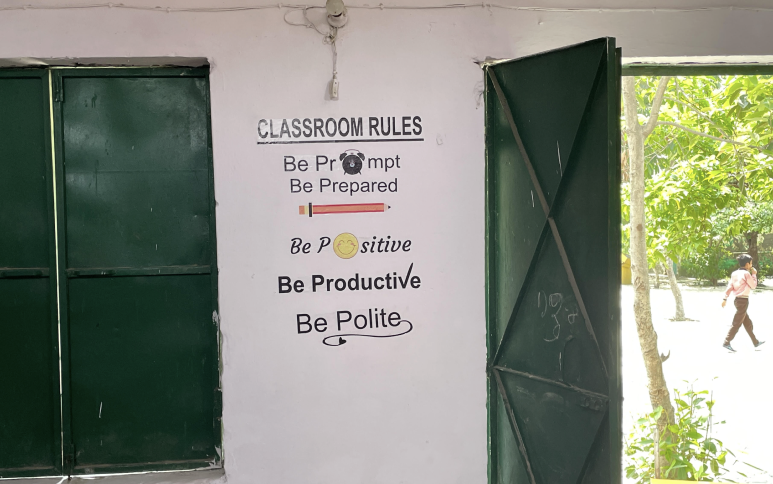 CLASSROOM RULES
Be Prompt
Be Prepared
Be Positive
Be Productive
Be Polite